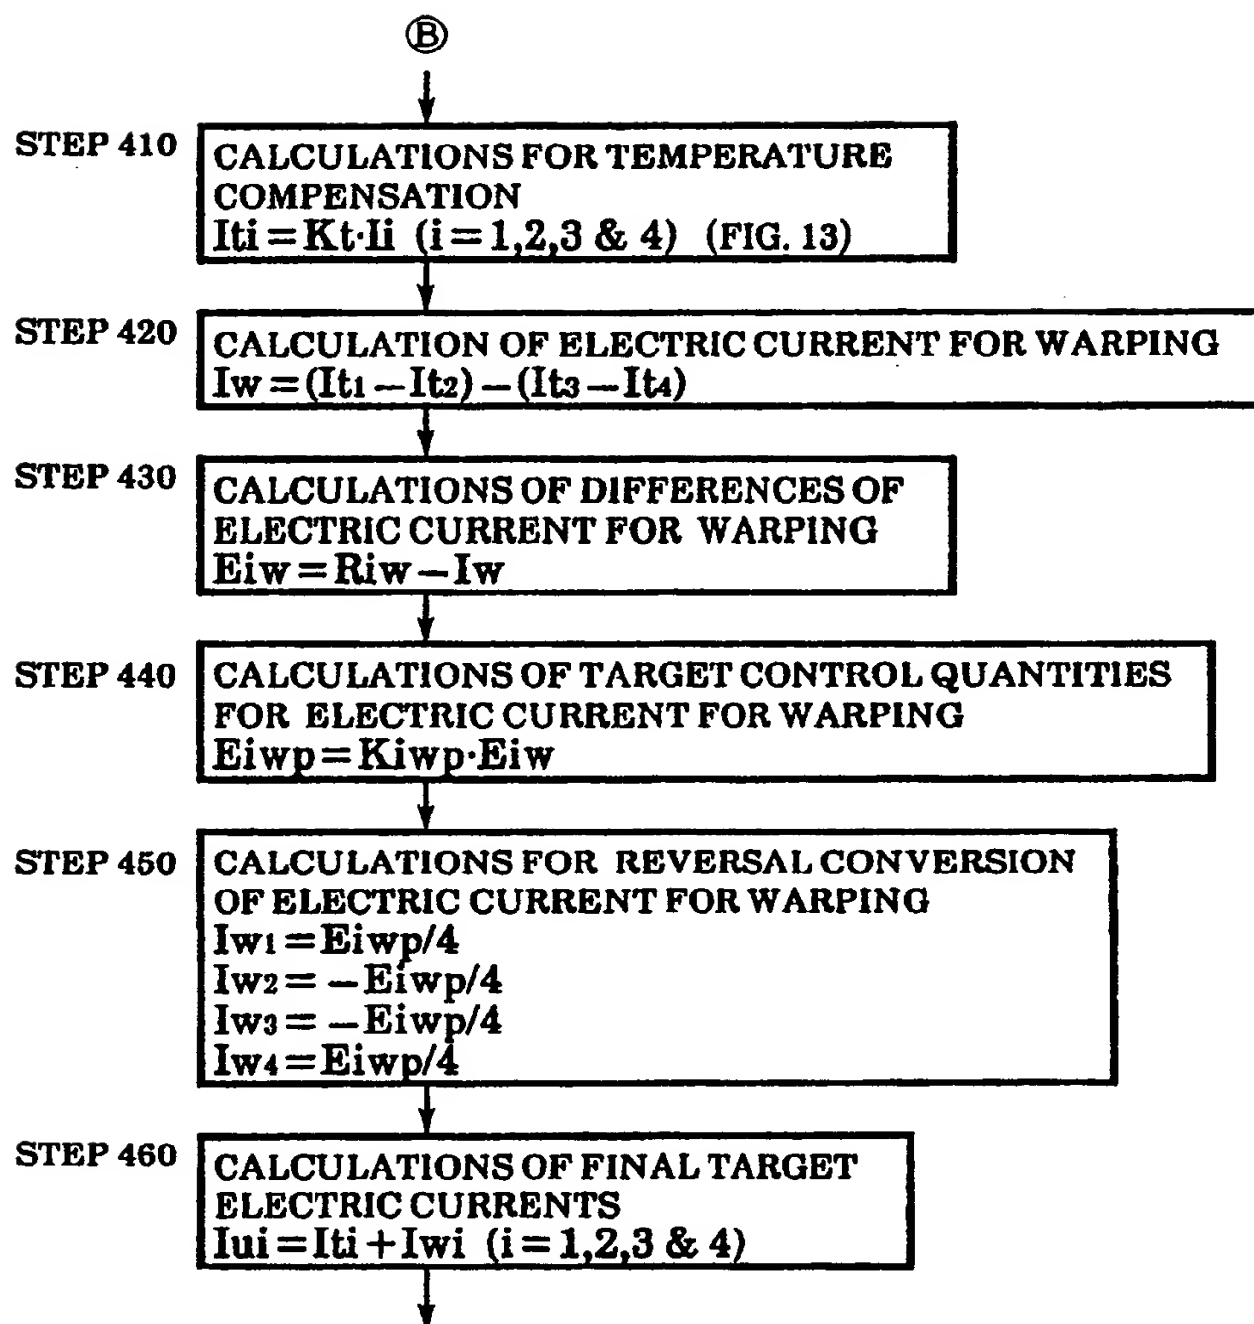 B
STEP 410
CALCULATIONS FOR TEMPERATURE
COMPENSATION
Iti = Kt·Ii (i = 1,2,3 & 4) (FIG. 13)
STEP 420
CALCULATION OF ELECTRIC CURRENT FOR WARPING
Iw = (It1 – It2) – (It3 – It4)
STEP 430
CALCULATIONS OF DIFFERENCES OF
ELECTRIC CURRENT FOR WARPING
Eiw = Riw – Iw
STEP 440
CALCULATIONS OF TARGET CONTROL QUANTITIES
FOR ELECTRIC CURRENT FOR WARPING
Eiwp = Kiwp·Eiw
STEP 450
CALCULATIONS FOR REVERSAL CONVERSION
OF ELECTRIC CURRENT FOR WARPING
Iw1 = Eiwp/4
Iw2 = – Eiwp/4
Iw3 = – Eiwp/4
Iw4 = Eiwp/4
STEP 460
CALCULATIONS OF FINAL TARGET
ELECTRIC CURRENTS
Iui = Iti + Iwi (i = 1,2,3 & 4)